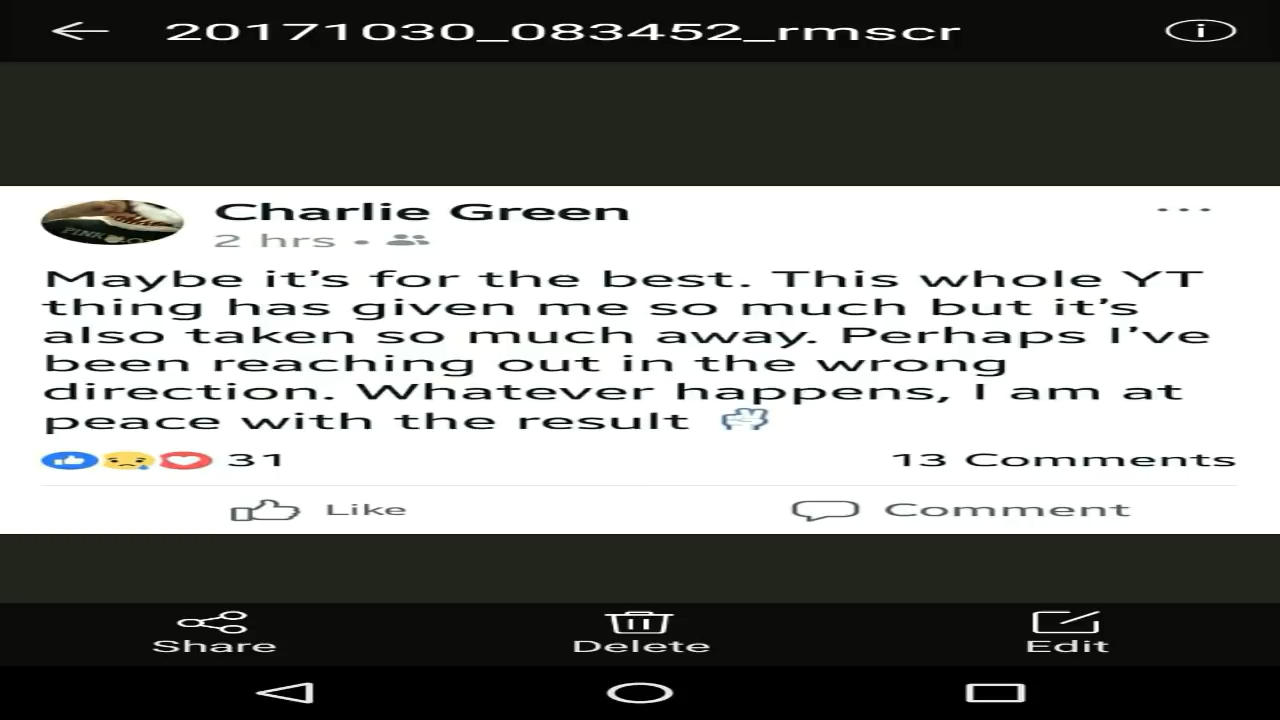 20171030_083452_rmscr
Charlie Green
2 hrs
Maybe it's for the best. This whole YT
thing has given me so much but it's
also taken so much away. Perhaps I've
been reaching out in the wrong
direction. Whatever happens, I am at
peace with the result ✌
31
13 Comments
Like
Comment
Share
Delete
Edit